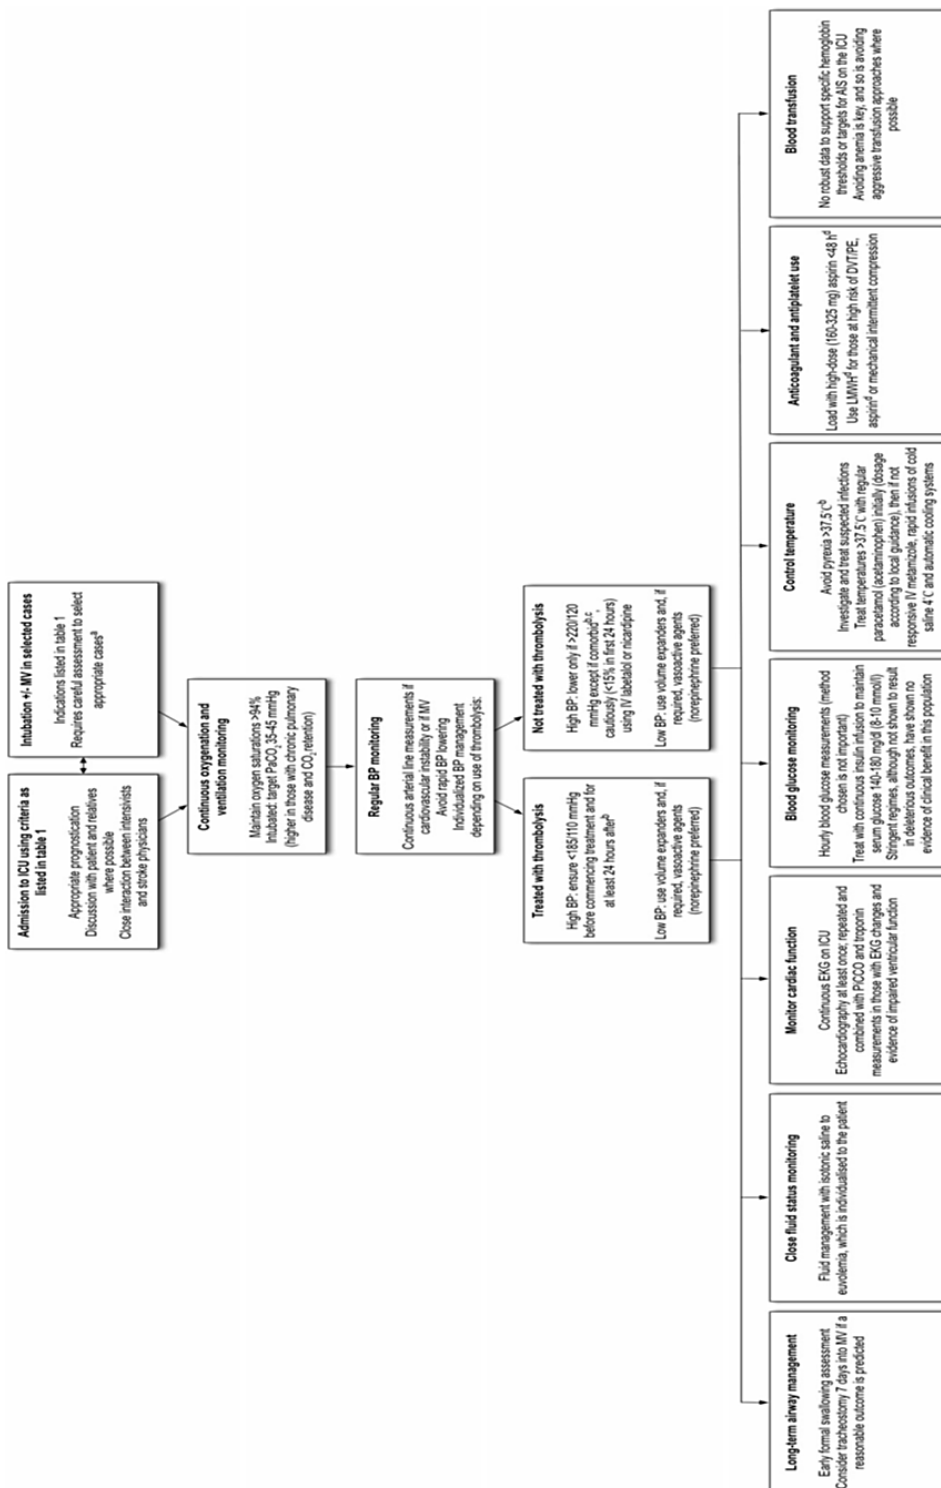 Admission to ICU using criteria as
listed in table 1
Appropriate prognostication
Discussion with patient and relatives
where possible
Close interaction between intensivists
and stroke physicians
Intubation +/- MV in selected cases
Indications listed in table 1
Requires careful assessment to select
appropriate casesa
Continuous oxygenation and
ventilation monitoring
Maintain oxygen saturations >94%
Intubated: target PaCO2 35-45 mmHg
(higher in those with chronic pulmonary
disease and CO2 retention)
Regular BP monitoring
Continuous arterial line measurements if
cardiovascular instability or if MV
Avoid rapid BP lowering
Individualized BP management
depending on use of thrombolysis:
Treated with thrombolysis
High BP: ensure <185/110 mmHg
before commencing treatment and for
at least 24 hours afterb
Low BP: use volume expanders and, if
required, vasoactive agents
(norepinephrine preferred)
Not treated with thrombolysis
High BP: lower only if >220/120
mmHg except if comorbidb,c
cautiously (<15% in first 24 hours)
using IV labetalol or nicardipine
Low BP: use volume expanders and, if
required, vasoactive agents
(norepinephrine preferred)
Long-term airway management
Early formal swallowing assessment
Consider tracheostomy 7 days into MV if a
reasonable outcome is predicted
Close fluid status monitoring
Fluid management with isotonic saline to
euvolemia, which is individualised to the patient
Monitor cardiac function
Continuous EKG on ICU
Echocardiography at least once; repeated and
combined with PiCCO and troponin
measurements in those with EKG changes and
evidence of impaired ventricular function
Blood glucose monitoring
Hourly blood glucose measurements (method
chosen is not important)
Treat with continuous insulin infusion to maintain
serum glucose 140-180 mg/dl (8-10 mmol/l)
Stringent regimes, although not shown to result
in deleterious outcomes, have shown no
evidence of clinical benefit in this population
Control temperature
Avoid pyrexia >37.5℃b
Investigate and treat suspected infections
Treat temperatures >37.5℃ with regular
paracetamol (acetaminophen) initially (dosage
according to local guidance), then if not
responsive IV metamizole, rapid infusions of cold
saline 4℃ and automatic cooling systems
Anticoagulant and antiplatelet use
Load with high-dose (160-325 mg) aspirin <48 hd
Use LMWHd for those at high risk of DVT/PE,
aspirind or mechanical intermittent compression
Blood transfusion
No robust data to support specific hemoglobin
thresholds or targets for AIS on the ICU
Avoiding anemia is key, and so is avoiding
aggressive transfusion approaches where
possible